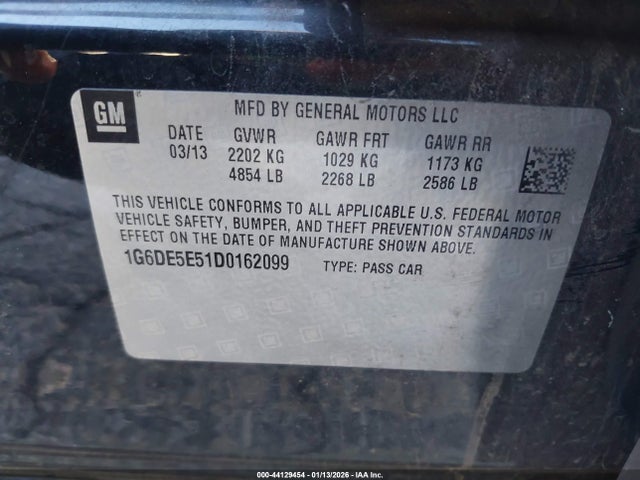 GM
MFD BY GENERAL MOTORS LLC
DATE GVWR GAWR FRT GAWR RR
03/13 2202 KG 1029 KG 1173 KG
4854 LB 2268 LB 2586 LB
THIS VEHICLE CONFORMS TO ALL APPLICABLE U.S. FEDERAL MOTOR
VEHICLE SAFETY, BUMPER, AND THEFT PREVENTION STANDARDS IN
EFFECT ON THE DATE OF MANUFACTURE SHOWN ABOVE.
1G6DE5E51D0162099 TYPE: PASS CAR
000-44129454 - 01/13/2026 - IAA Inc.